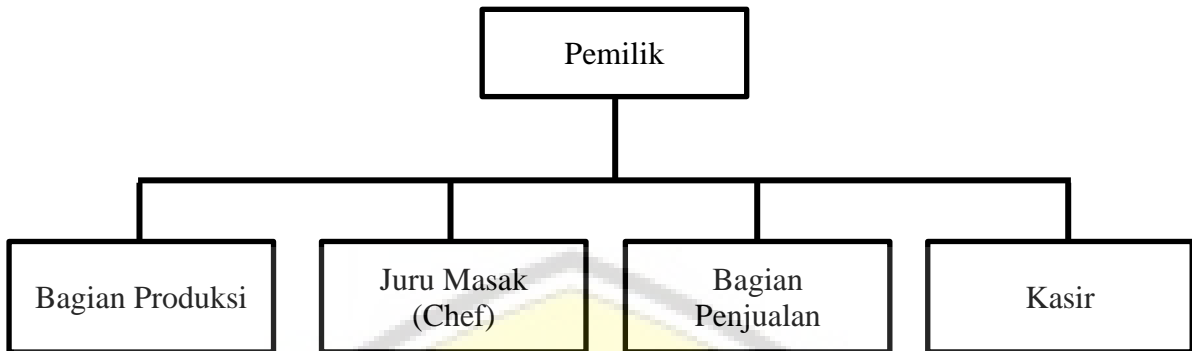 Pemilik
Bagian Produksi
Juru Masak
(Chef)
Bagian
Penjualan
Kasir